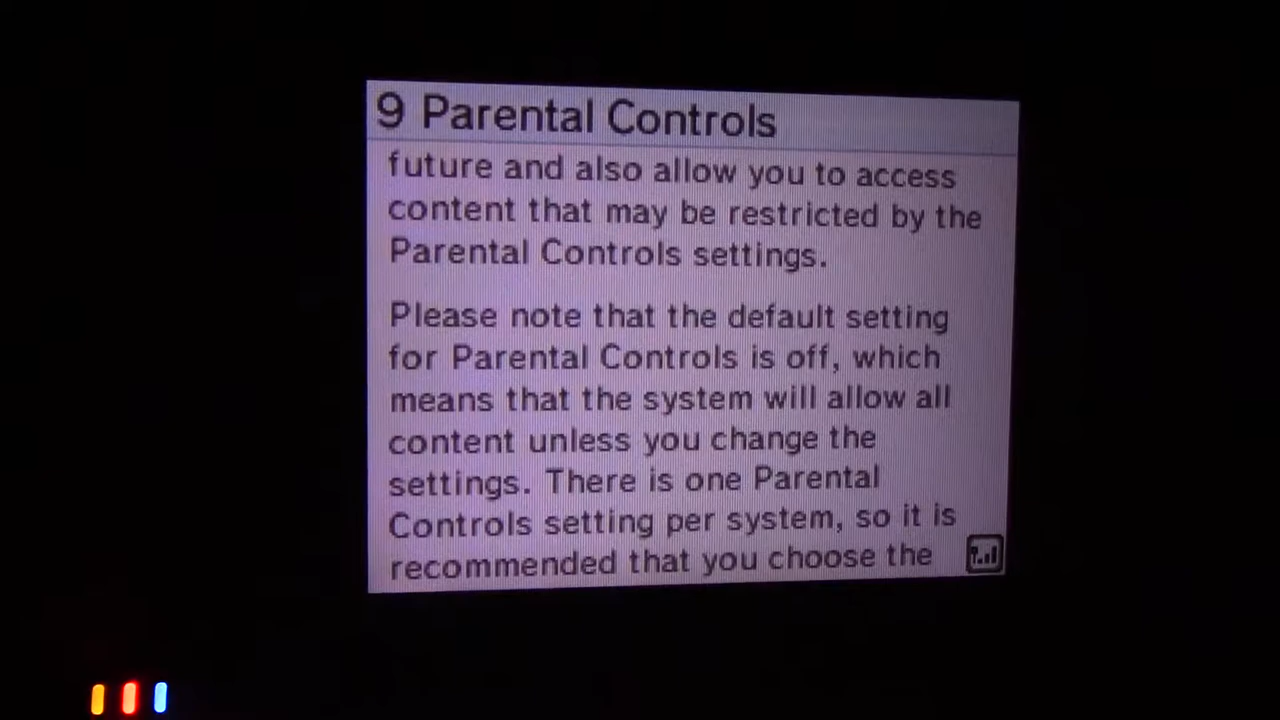 9 Parental Controls
future and also allow you to access
content that may be restricted by the
Parental Controls settings.
Please note that the default setting
for Parental Controls is off, which
means that the system will allow all
content unless you change the
settings. There is one Parental
Controls setting per system, so it is
recommended that you choose the